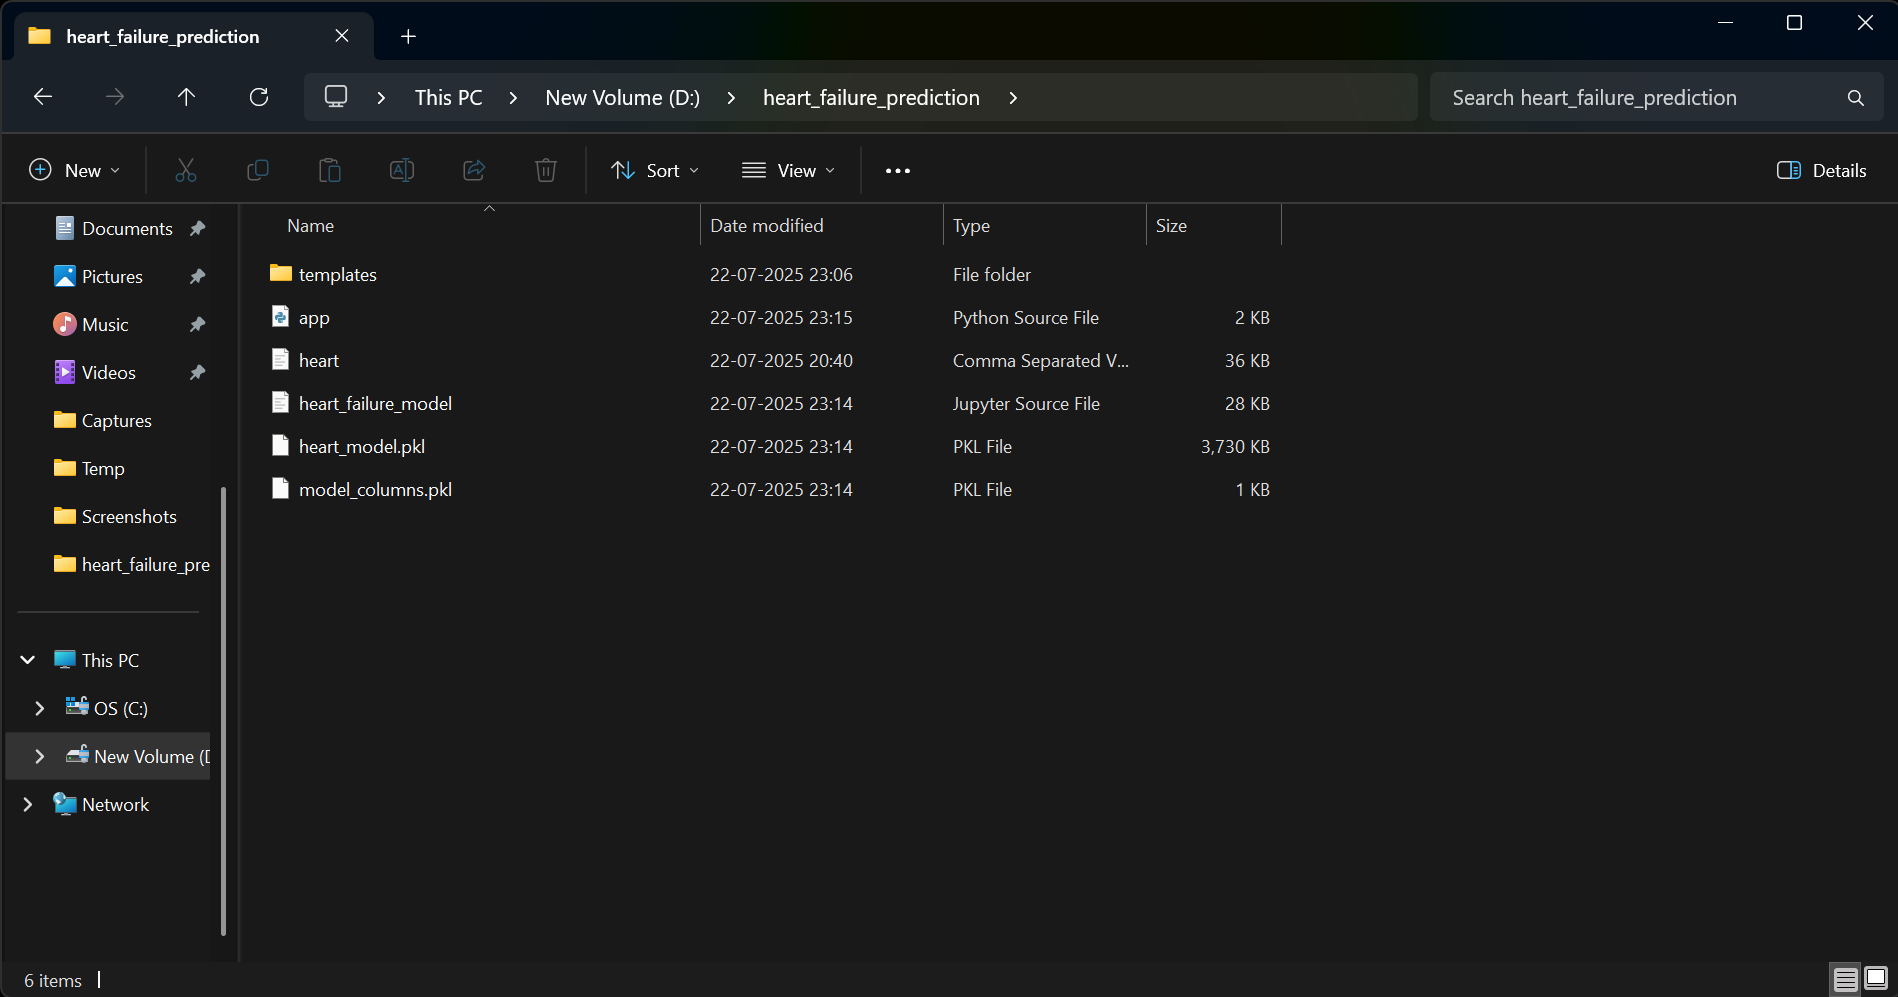 heart_failure_prediction
This PC New Volume (D:) heart_failure_prediction Search heart_failure_prediction
New Sort View Details
Documents
Pictures
Music
Videos
Captures
Temp
Screenshots
heart_failure_pre
This PC
OS (C:)
New Volume (D
Network
Name Date modified Type Size
templates 22-07-2025 23:06 File folder
app 22-07-2025 23:15 Python Source File 2 KB
heart 22-07-2025 20:40 Comma Separated V... 36 KB
heart_failure_model 22-07-2025 23:14 Jupyter Source File 28 KB
heart_model.pkl 22-07-2025 23:14 PKL File 3,730 KB
model_columns.pkl 22-07-2025 23:14 PKL File 1 KB
6 items